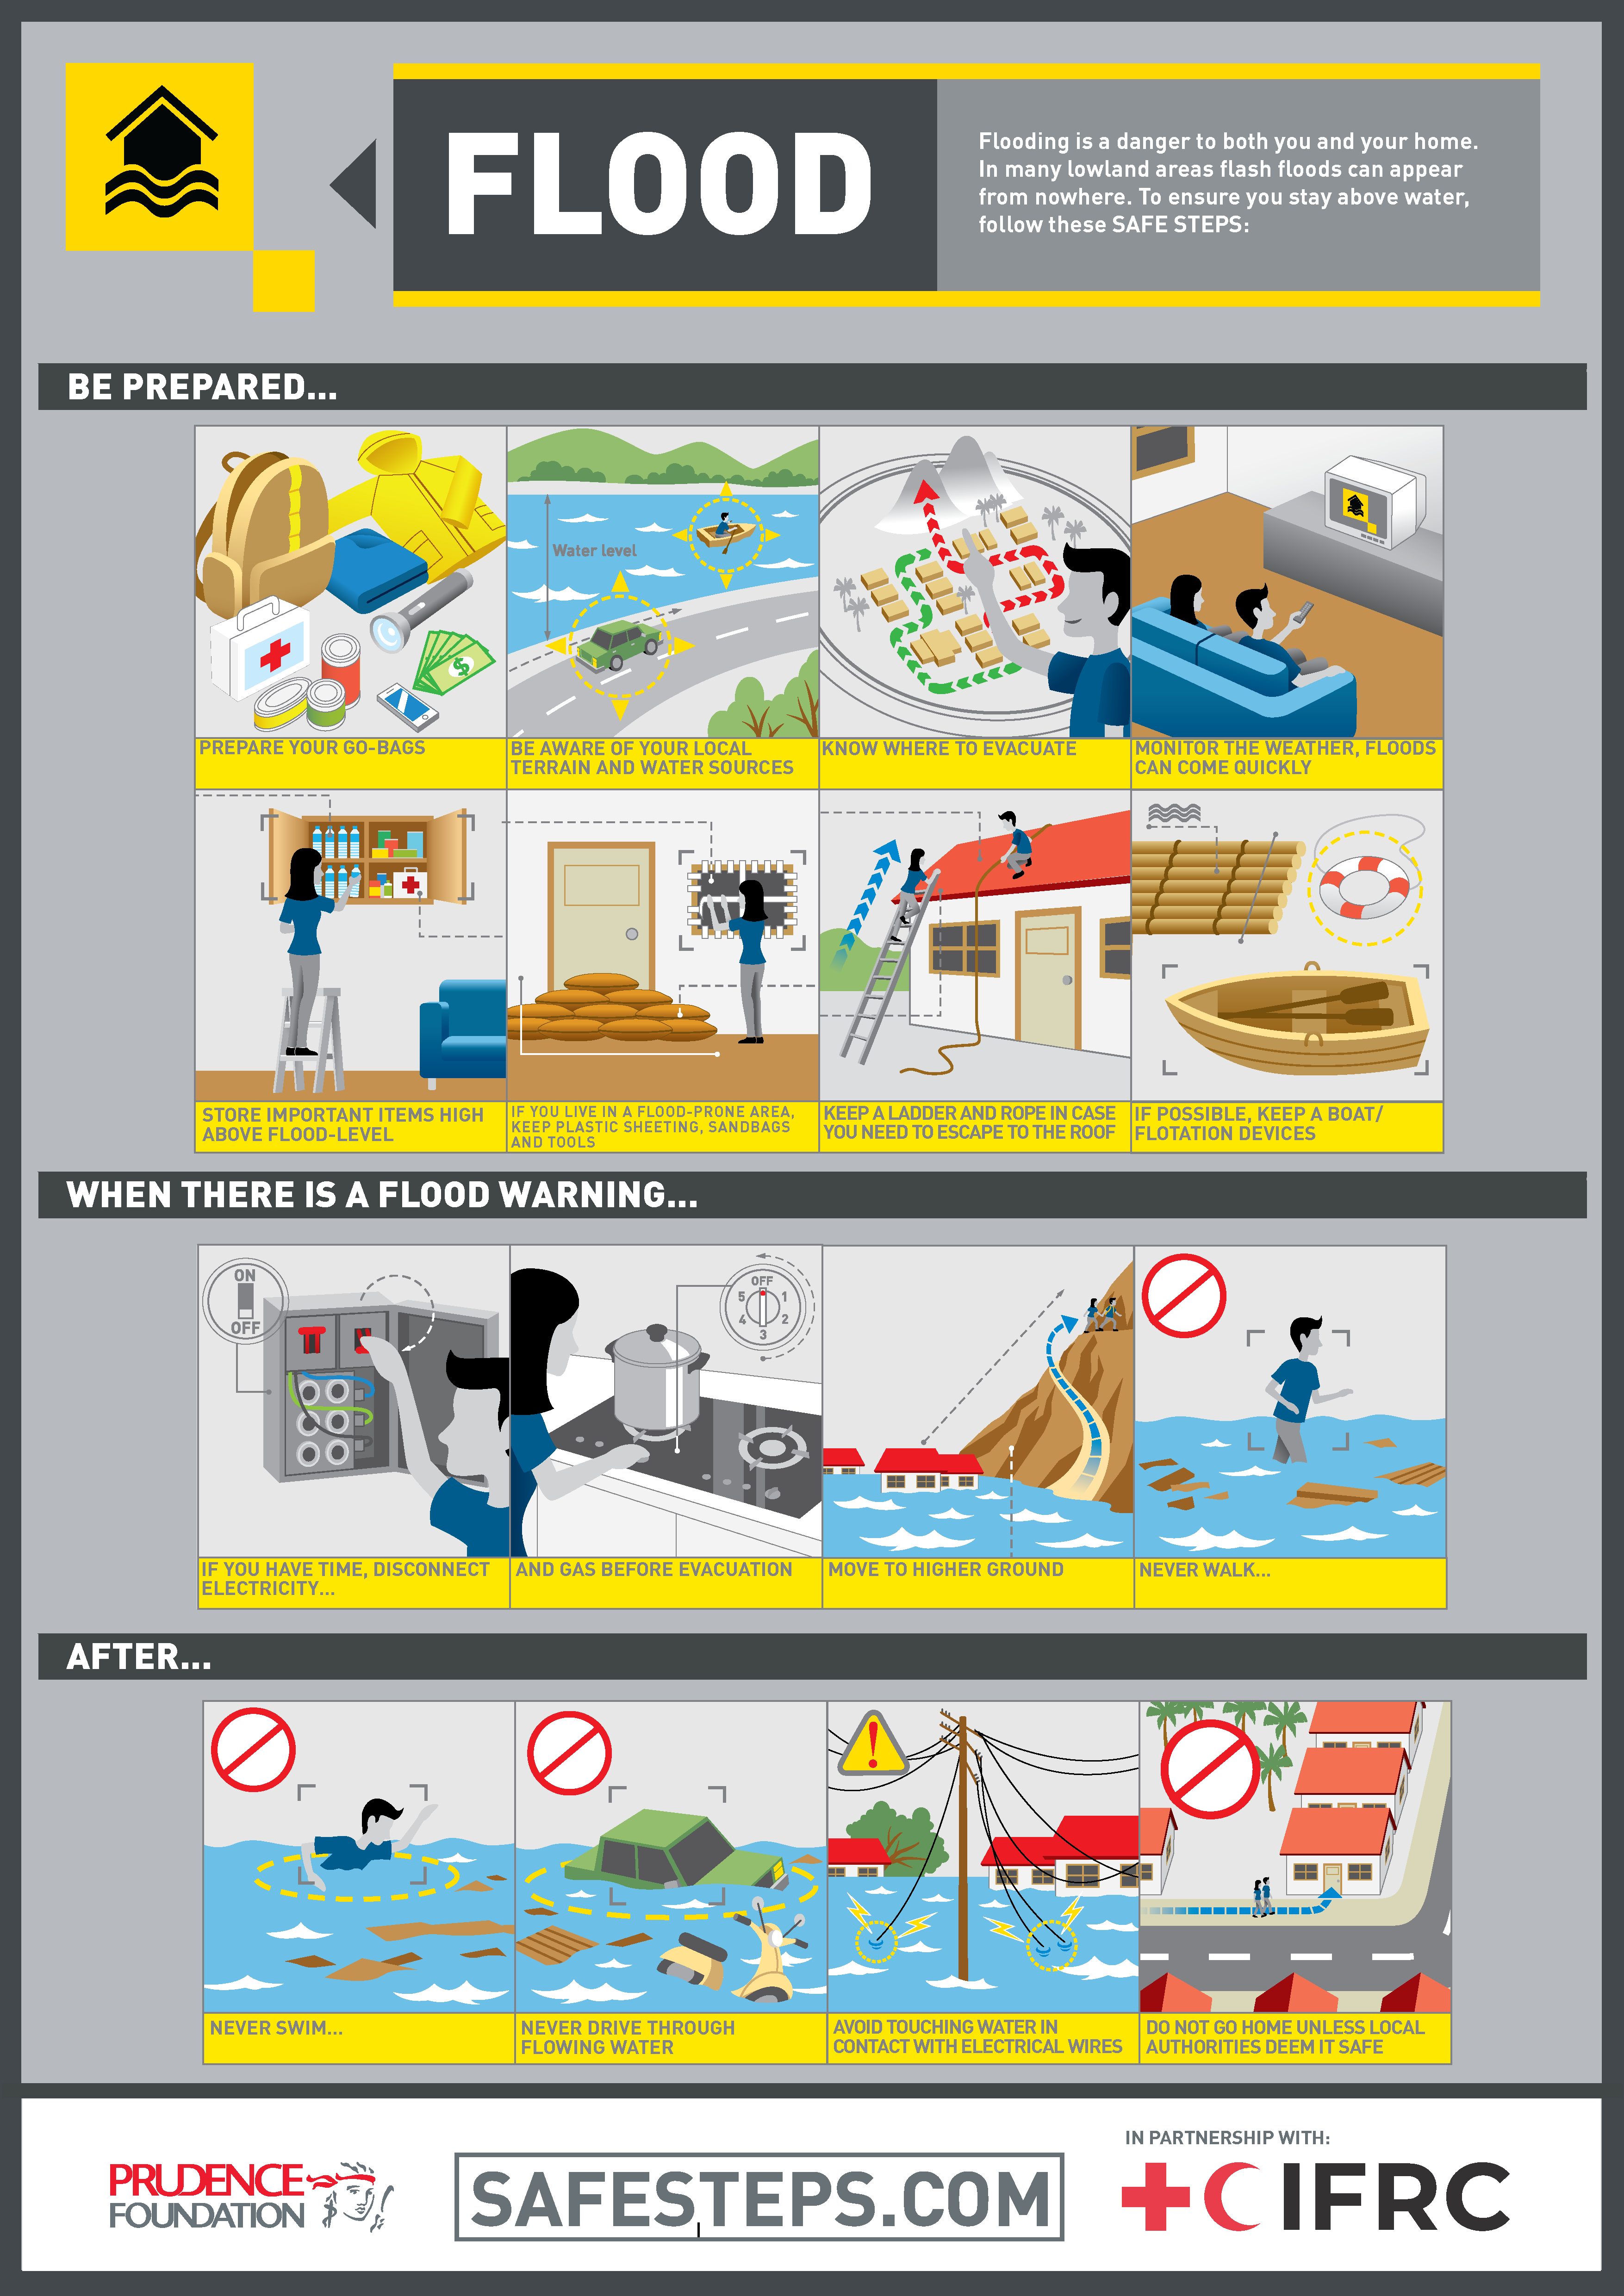 FLOOD
Flooding is a danger to both you and your home.
In many lowland areas flash floods can appear
from nowhere. To ensure you stay above water,
follow these SAFE STEPS:
BE PREPARED...
Water level
$
PREPARE YOUR GO-BAGS
BE AWARE OF YOUR LOCAL
TERRAIN AND WATER SOURCES
KNOW WHERE TO EVACUATE
MONITOR THE WEATHER, FLOODS
CAN COME QUICKLY
STORE IMPORTANT ITEMS HIGH
ABOVE FLOOD-LEVEL
IF YOU LIVE IN A FLOOD-PRONE AREA,
KEEP PLASTIC SHEETING, SANDBAGS
AND TOOLS
KEEP A LADDER AND ROPE IN CASE
YOU NEED TO ESCAPE TO THE ROOF
IF POSSIBLE, KEEP A BOAT/
FLOTATION DEVICES
WHEN THERE IS A FLOOD WARNING...
ON
OFF
OFF
5 1
4 2
3
IF YOU HAVE TIME, DISCONNECT
ELECTRICITY...
AND GAS BEFORE EVACUATION
MOVE TO HIGHER GROUND
NEVER WALK...
AFTER...
!
NEVER SWIM...
NEVER DRIVE THROUGH
FLOWING WATER
AVOID TOUCHING WATER IN
CONTACT WITH ELECTRICAL WIRES
DO NOT GO HOME UNLESS LOCAL
AUTHORITIES DEEM IT SAFE
PRUDENCE
FOUNDATION
SAFESTEPS.COM
IN PARTNERSHIP WITH:
IFRC